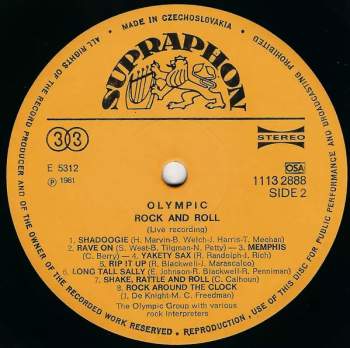 MADE IN CZECHOSLOVAKIA
ALL RIGHTS OF THE RECORD PRODUCER AND OF THE OWNER OF THE RECORDED WORK RESERVED. REPRODUCTION, USE OF THIS DISC FOR PUBLIC PERFORMANCE AND BROADCASTING PROHIBITED
SUPRAPHON
33
STEREO
E 5312
℗ 1981
OSA
1113 2888
SIDE 2
OLYMPIC
ROCK AND ROLL
(Live recording)
1. SHADOOGIE (H. Marvin-B. Welch-J. Harris-T. Mechan)
2. RAVE ON (S. West-B. Tilgman-N. Petty) - 3. MEMPHIS
(C. Berry) - 4. YAKETY SAX (R. Randolph-J. Rich)
5. RIP IT UP (R. Blackwell-J. Marascalco)
6. LONG TALL SALLY (E. Johnson-R. Blackwell-R. Penniman)
7. SHAKE, RATTLE AND ROLL (C. Calhoun)
8. ROCK AROUND THE CLOCK
(J. De Knight-M. C. Freedman)
The Olympic Group with various
rock Interpreters